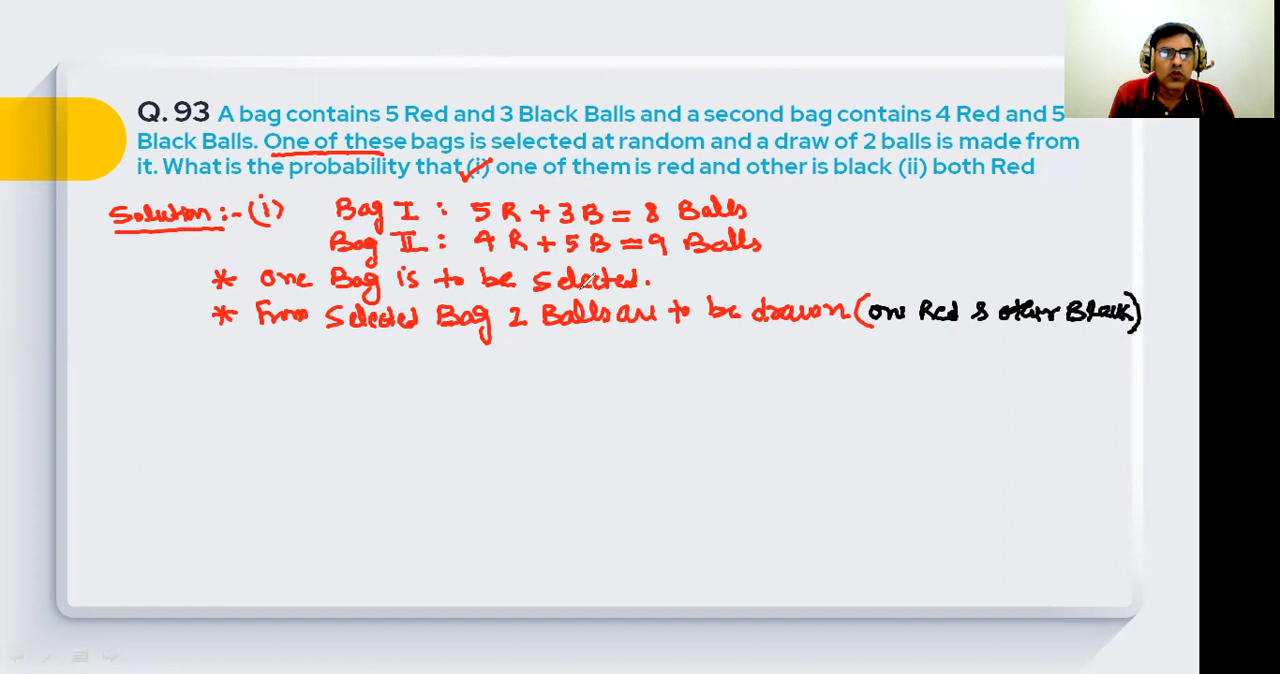 Q. 93 A bag contains 5 Red and 3 Black Balls and a second bag contains 4 Red and 5
Black Balls. One of these bags is selected at random and a draw of 2 balls is made from
it. What is the probability that (i) one of them is red and other is black (ii) both Red
Solution:- (i) Bag I : 5 R + 3 B = 8 Balls
Bag II : 4 R + 5 B = 9 Balls
* One Bag is to be Selected.
* From Selected Bag 2 Balls are to be drawn (one Red & other Black)